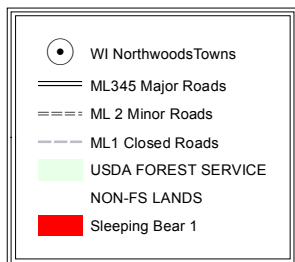 WI NorthwoodsTowns
ML345 Major Roads
ML 2 Minor Roads
ML1 Closed Roads
USDA FOREST SERVICE
NON-FS LANDS
Sleeping Bear 1